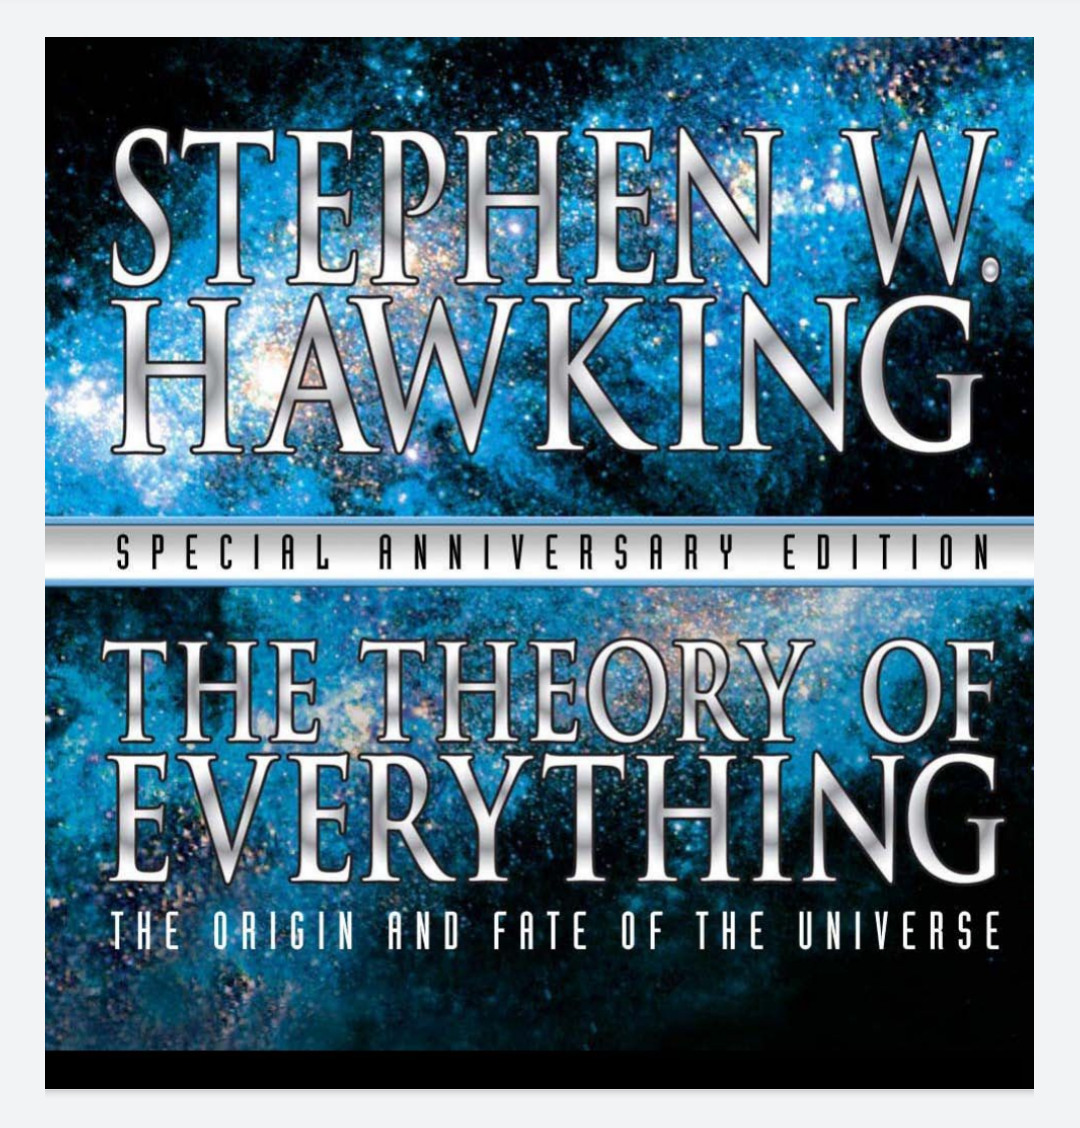 STEPHEN W.
HAWKING
SPECIAL ANNIVERSARY EDITION
THE THEORY OF
EVERYTHING
THE ORIGIN AND FATE OF THE UNIVERSE